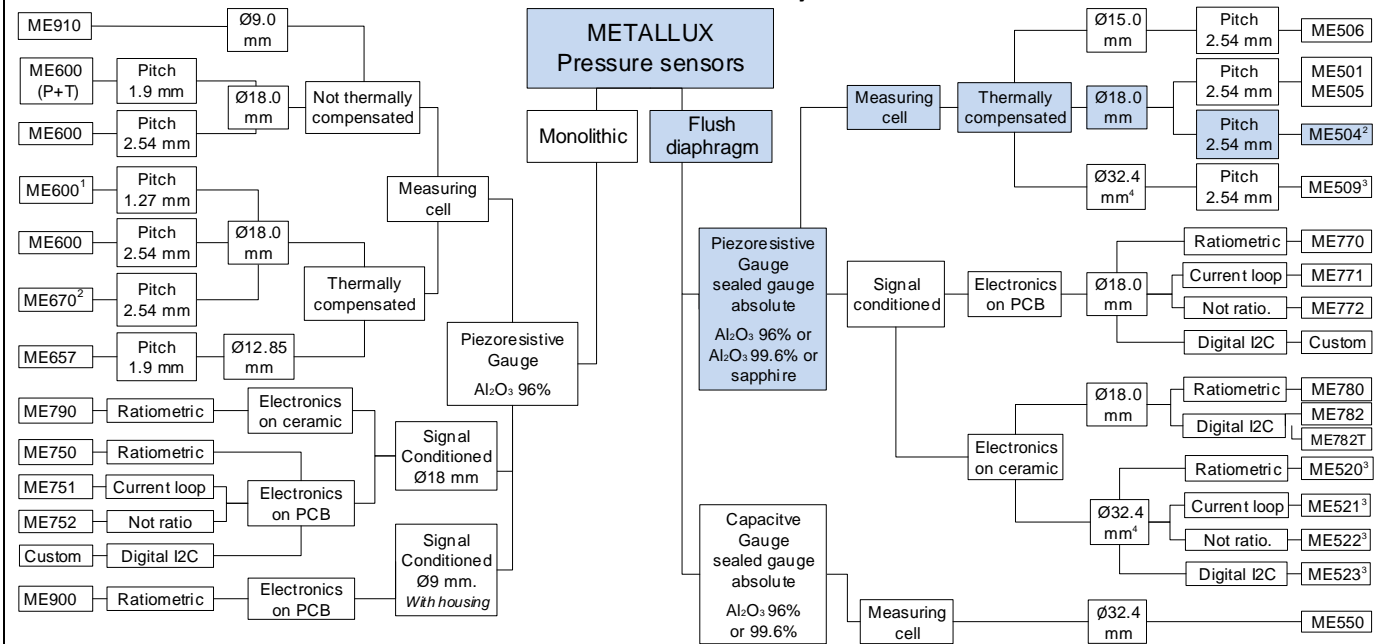 METALLUX
Pressure sensors
Monolithic
Flush
diaphragm
ME910
Ø9.0
mm
ME600
(P+T)
Pitch
1.9 mm
Ø18.0
mm
Not thermally
compensated
ME600
Pitch
2.54 mm
ME600¹
Pitch
1.27 mm
Measuring
cell
ME600
Pitch
2.54 mm
Ø18.0
mm
Thermally
compensated
ME670²
Pitch
2.54 mm
ME657
Pitch
1.9 mm
Ø12.85
mm
Piezoresistive
Gauge
Al₂O₃ 96%
ME790
Ratiometric
Electronics
on ceramic
Signal
Conditioned
Ø18 mm
ME750
Ratiometric
ME751
Current loop
Electronics
on PCB
ME752
Not ratio
Custom
Digital I2C
Signal
Conditioned
Ø9 mm.
With housing
ME900
Ratiometric
Electronics
on PCB
Measuring
cell
Thermally
compensated
Ø15.0
mm
Pitch
2.54 mm
ME506
Ø18.0
mm
Pitch
2.54 mm
ME501
ME505
Pitch
2.54 mm
ME504²
Ø32.4
mm⁴
Pitch
2.54 mm
ME509³
Piezoresistive
Gauge
sealed gauge
absolute
Al₂O₃ 96% or
Al₂O₃ 99.6% or
sapphire
Signal
conditioned
Electronics
on PCB
Ø18.0
mm
Ratiometric
ME770
Current loop
ME771
Not ratio.
ME772
Digital I2C
Custom
Electronics
on ceramic
Ø18.0
mm
Ratiometric
ME780
Digital I2C
ME782
ME782T
Ø32.4
mm⁴
Ratiometric
ME520³
Current loop
ME521³
Not ratio.
ME522³
Digital I2C
ME523³
Capacitve
Gauge
sealed gauge
absolute
Al₂O₃ 96%
or 99.6%
Measuring
cell
Ø32.4
mm
ME550